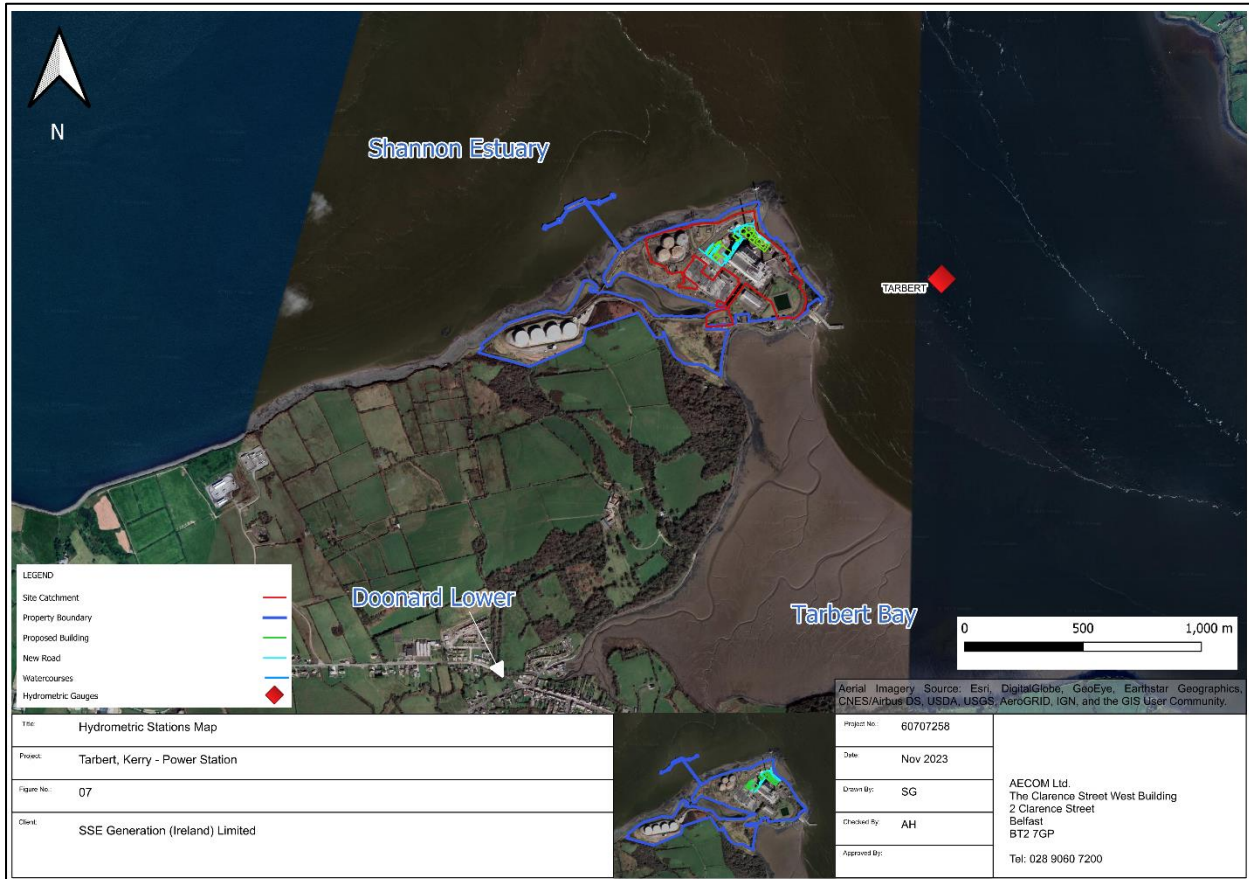 N
Shannon Estuary
TARBERT
Doonard Lower
Tarbert Bay
LEGEND
Site Catchment
Property Boundary
Proposed Building
New Road
Watercourses
Hydrometric Gauges
0 500 1,000 m
Aerial Imagery Source: Esri, DigitalGlobe, GeoEye, Earthstar Geographics,
CNES/Airbus DS, USDA, USGS, AeroGRID, IGN, and the GIS User Community.
Title: Hydrometric Stations Map
Project: Tarbert, Kerry - Power Station
Figure No.: 07
Client: SSE Generation (Ireland) Limited
Project No.: 60707258
Date: Nov 2023
Drawn By: SG
Checked By: AH
Approved By:
AECOM Ltd.
The Clarence Street West Building
2 Clarence Street
Belfast
BT2 7GP
Tel: 028 9060 7200